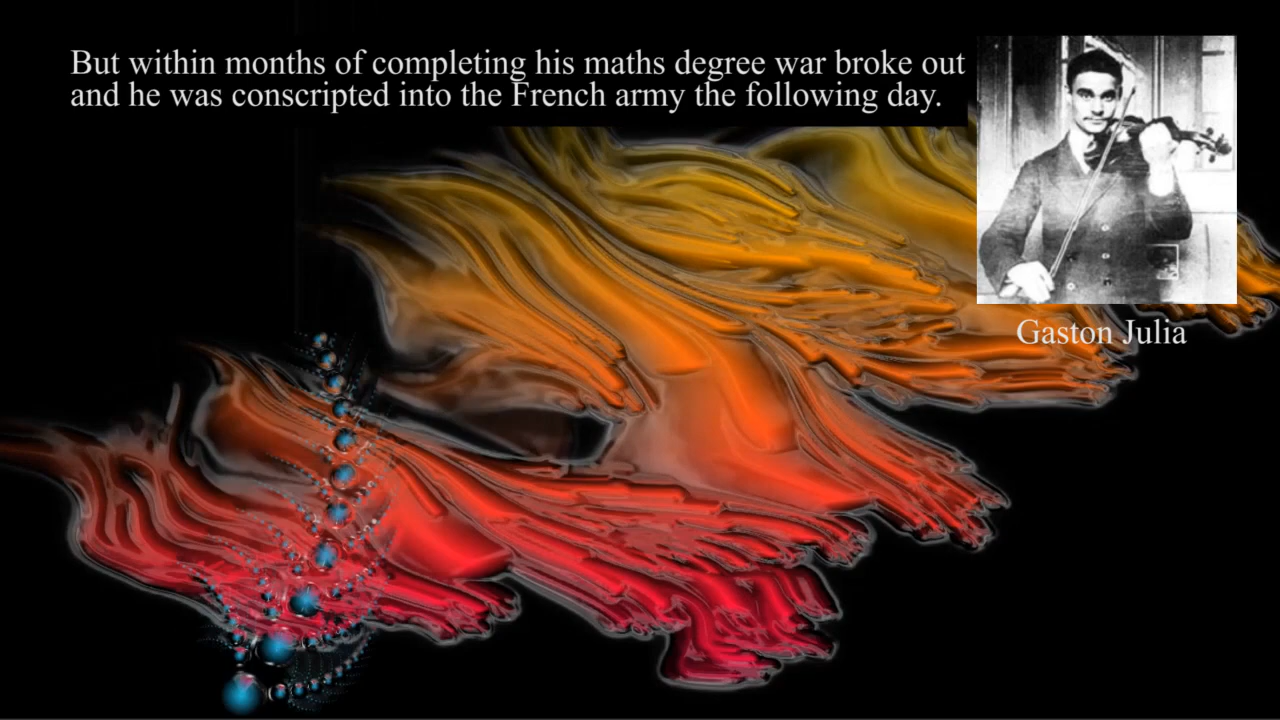 But within months of completing his maths degree war broke out
and he was conscripted into the French army the following day.
Gaston Julia